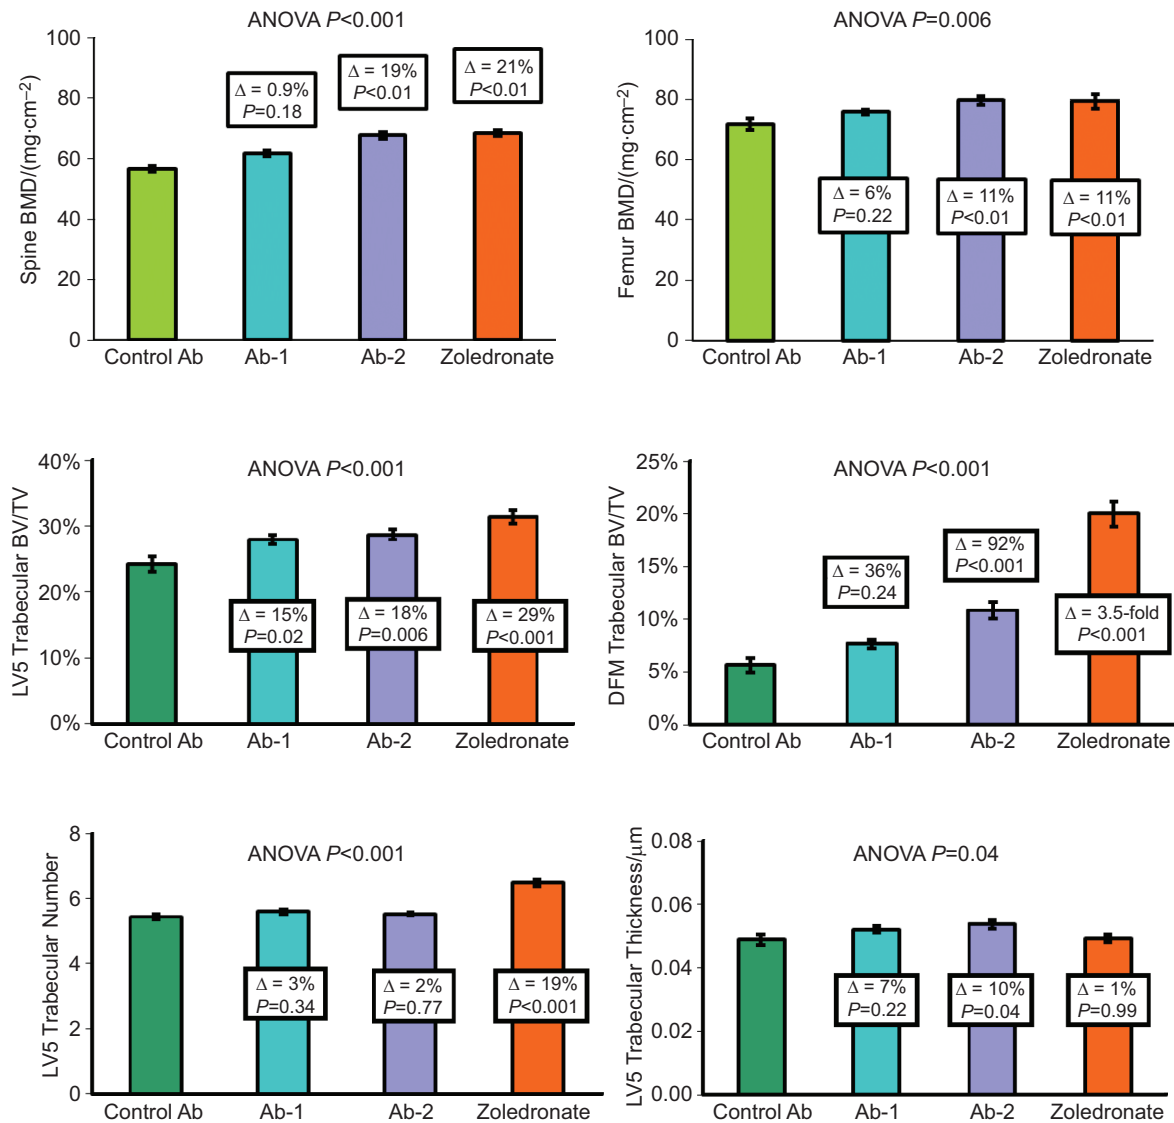 ANOVA P<0.001
Spine BMD/(mg·cm−2)
100
80
60
40
20
0
Δ = 0.9%
P=0.18
Δ = 19%
P<0.01
Δ = 21%
P<0.01
Control Ab
Ab-1
Ab-2
Zoledronate
ANOVA P=0.006
Femur BMD/(mg·cm−2)
100
80
60
40
20
0
Δ = 6%
P=0.22
Δ = 11%
P<0.01
Δ = 11%
P<0.01
Control Ab
Ab-1
Ab-2
Zoledronate
ANOVA P<0.001
LV5 Trabecular BV/TV
40%
30%
20%
10%
0%
Δ = 15%
P=0.02
Δ = 18%
P=0.006
Δ = 29%
P<0.001
Control Ab
Ab-1
Ab-2
Zoledronate
ANOVA P<0.001
DFM Trabecular BV/TV
25%
20%
15%
10%
5%
0%
Δ = 36%
P=0.24
Δ = 92%
P<0.001
Δ = 3.5-fold
P<0.001
Control Ab
Ab-1
Ab-2
Zoledronate
ANOVA P<0.001
LV5 Trabecular Number
8
6
4
2
0
Δ = 3%
P=0.34
Δ = 2%
P=0.77
Δ = 19%
P<0.001
Control Ab
Ab-1
Ab-2
Zoledronate
ANOVA P=0.04
LV5 Trabecular Thickness/μm
0.08
0.06
0.04
0.02
0.00
Δ = 7%
P=0.22
Δ = 10%
P=0.04
Δ = 1%
P=0.99
Control Ab
Ab-1
Ab-2
Zoledronate